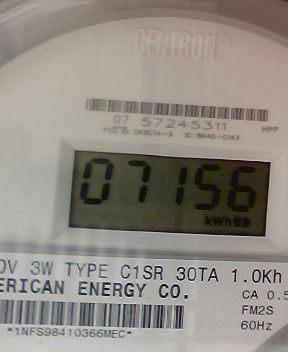 CENTRON®
07 57245311
HPP
07156
kWh
0V 3W TYPE C1SR 30TA 1.0Kh
ERICAN ENERGY CO.
CA 0.5
FM2S
60Hz
*1NFS98410366MEC*